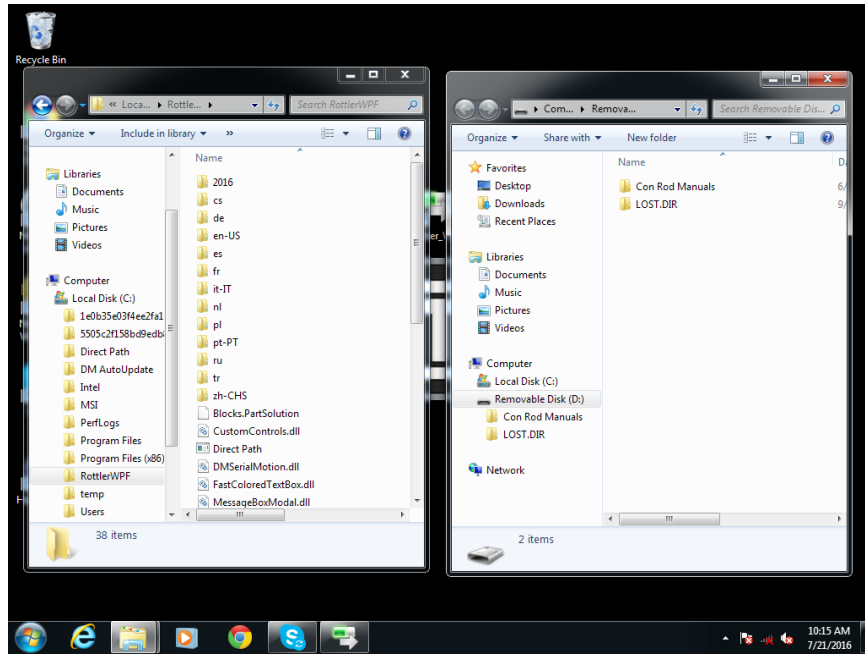 Recycle Bin
« Loca... Rottle...
Search RottlerWPF
Organize
Include in library
»
Libraries
Documents
Music
Pictures
Videos
Computer
Local Disk (C:)
1e0b35e03f4ee2fa1
5505c2f158bd9edb
Direct Path
DM AutoUpdate
Intel
MSI
PerfLogs
Program Files
Program Files (x86)
RottlerWPF
temp
Users
Name
2016
cs
de
en-US
es
fr
it-IT
nl
pl
pt-PT
ru
tr
zh-CHS
Blocks.PartSolution
CustomControls.dll
Direct Path
DMSerialMotion.dll
FastColoredTextBox.dll
MessageBoxModal.dll
38 items
Com... Remova...
Search Removable Dis...
Organize
Share with
New folder
Favorites
Desktop
Downloads
Recent Places
Libraries
Documents
Music
Pictures
Videos
Computer
Local Disk (C:)
Removable Disk (D:)
Con Rod Manuals
LOST.DIR
Network
Name
Con Rod Manuals 6/
LOST.DIR 9/
2 items
10:15 AM
7/21/2016